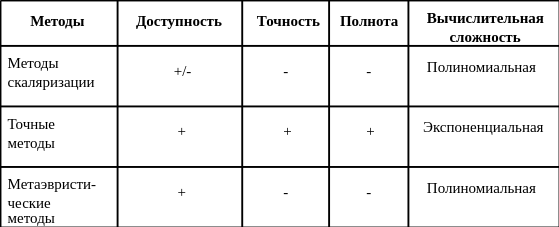 Методы Доступность Точность Полнота Вычислительная
сложность
Методы
скаляризации +/- - - Полиномиальная
Точные
методы + + + Экспоненциальная
Метаэвристи-
ческие
методы + - - Полиномиальная